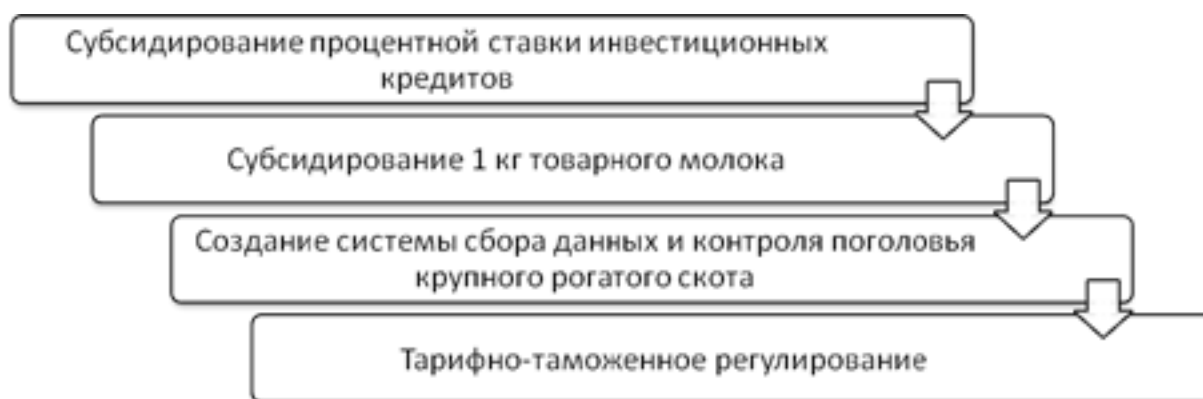 Субсидирование процентной ставки инвестиционных
кредитов
Субсидирование 1 кг товарного молока
Создание системы сбора данных и контроля поголовья
крупного рогатого скота
Тарифно-таможенное регулирование